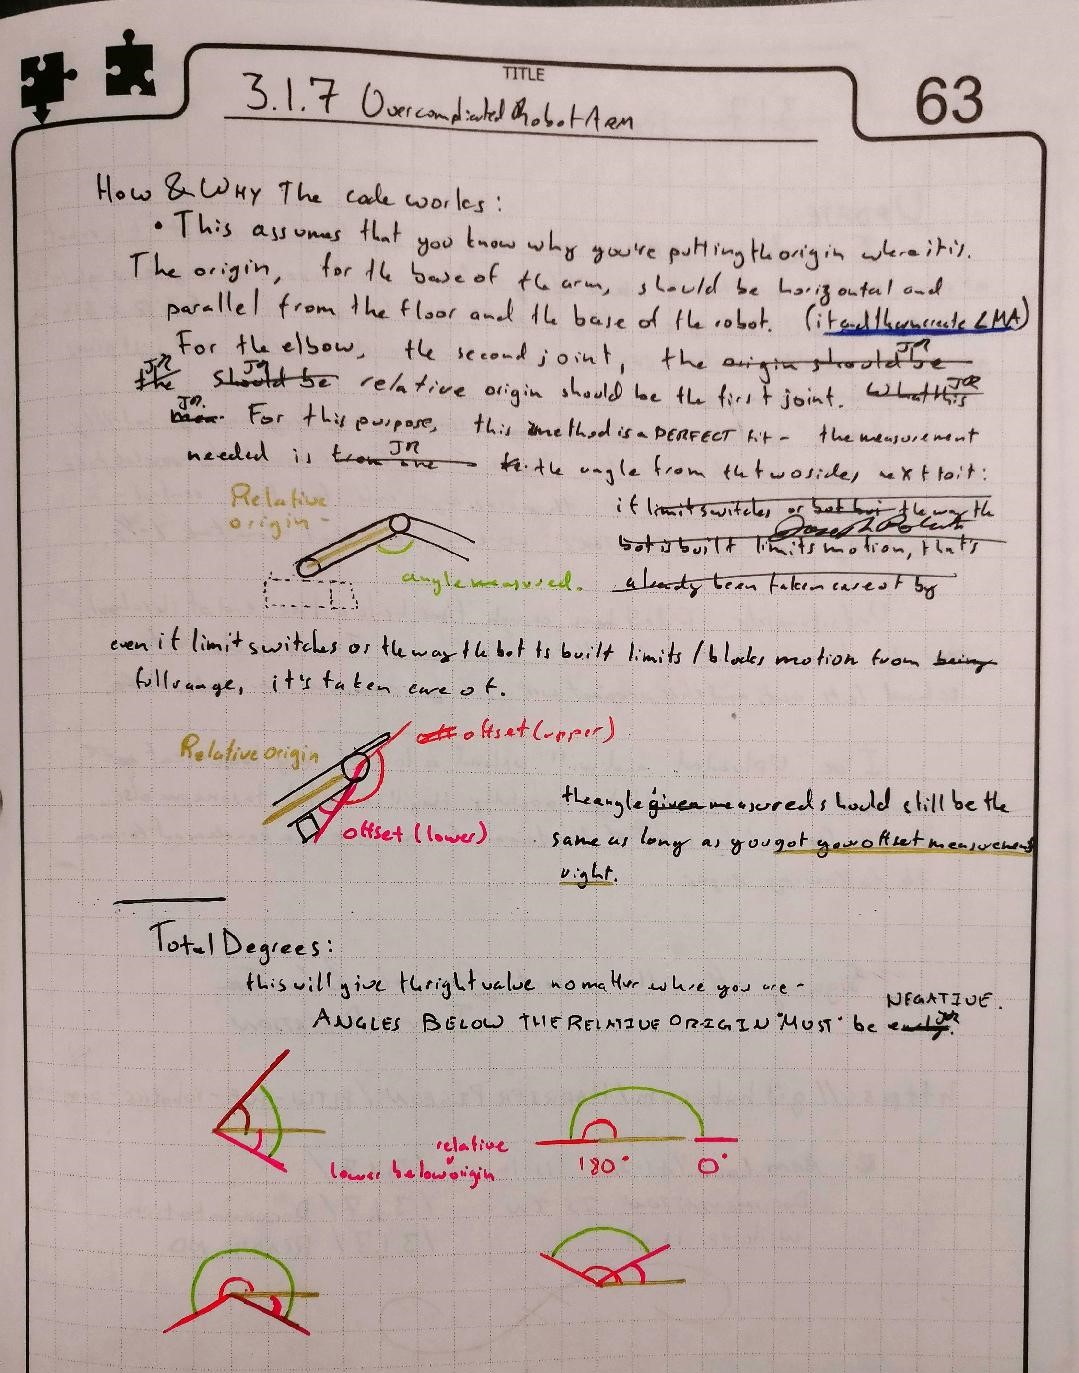 TITLE
3.1.7 Overcomplicated Robot Arm
63
How & WHY The code works:
• This assumes that you know why you're putting the origin where it is.
The origin, for the base of the arm, should be horizontal and
parallel from the floor and the base of the robot. (it and then create LMA)
For the elbow, the second joint, the origin should be JR
the JR should be JR relative origin should be the first joint. What this JR
JR. For this purpose, this method is a PERFECT fit - the measurement
needed is from one JR the angle from the two sides next to it:
Relative
origin-
angle measured.
if limit switches or bot bui the way the
bot is built limits motion, that's
already been taken care of by
even if limit switches or the way the bot is built limits/blocks motion from being
full range, it's taken care of.
Relative origin
off offset (upper)
offset (lower)
the angle given measured should still be the
same as long as you got your offset measurement
right.
Total Degrees:
this will give the right value no matter where you are -
NEGATIVE.
ANGLES BELOW THE RELATIVE ORIGIN "MUST" be JR
relative
lower below origin
180° 0°